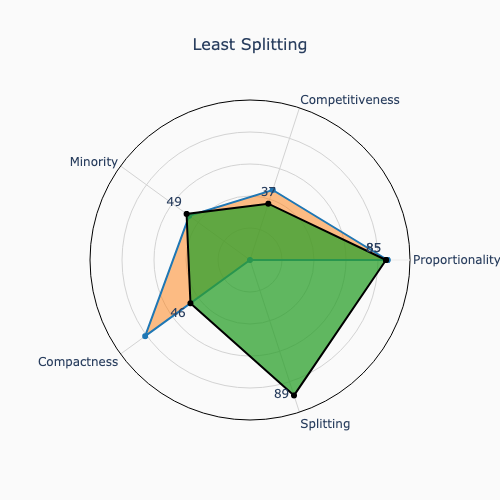 Least Splitting
Competitiveness
Minority
49
37
85
Proportionality
46
Compactness
89
Splitting